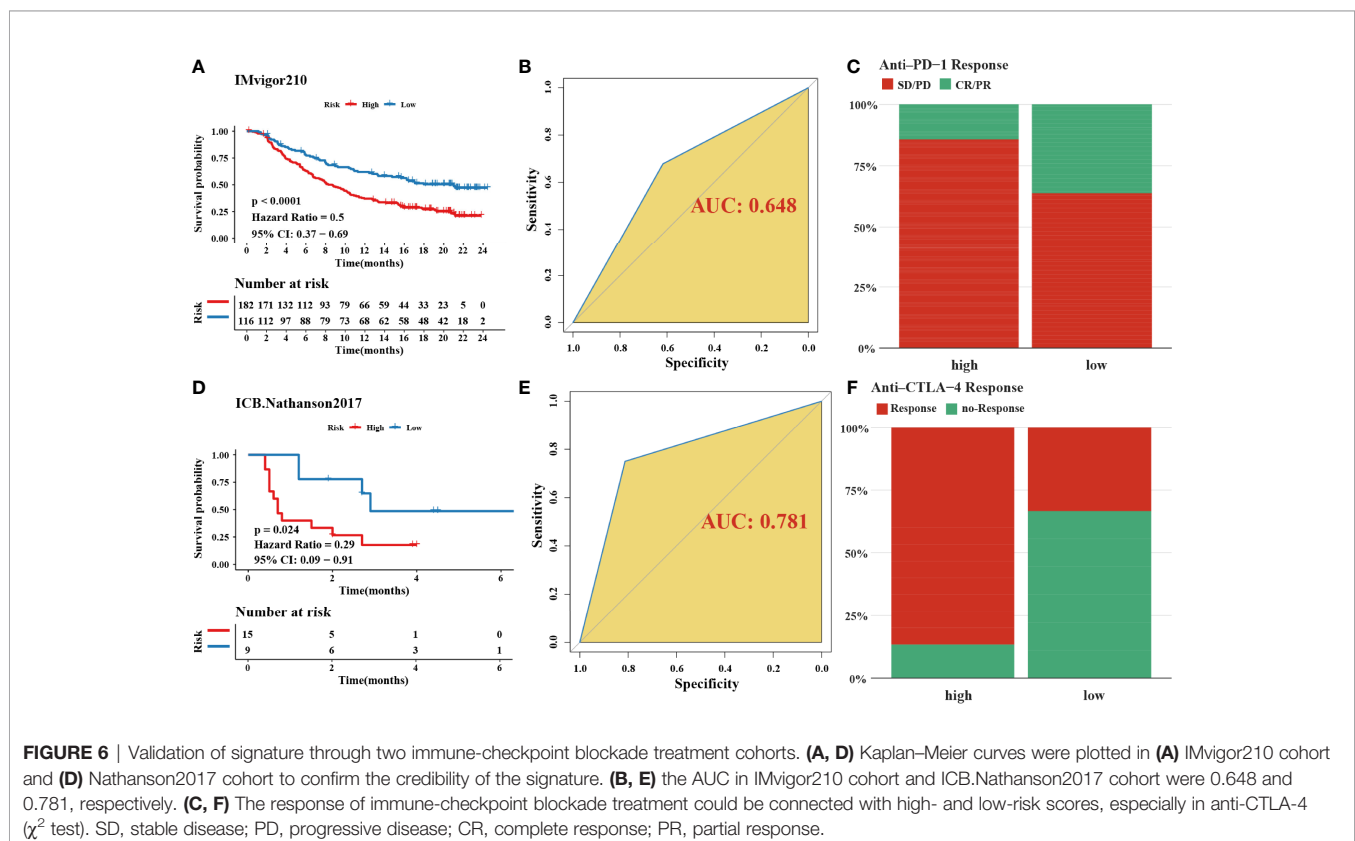 A
IMvigor210
Risk High Low
Survival probability
1.00
0.75
0.50
0.25
0.00
p < 0.0001
Hazard Ratio = 0.5
95% CI: 0.37 − 0.69
0 2 4 6 8 10 12 14 16 18 20 22 24
Time(months)
Number at risk
Risk
182 171 132 112 93 79 66 59 44 33 23 5 0
116 112 97 88 79 73 68 62 58 48 42 18 2
0 2 4 6 8 10 12 14 16 18 20 22 24
Time(months)
B
Sensitivity
1.0
0.8
0.6
0.4
0.2
0.0
AUC: 0.648
1.0 0.8 0.6 0.4 0.2 0.0
Specificity
C
Anti−PD−1 Response
SD/PD CR/PR
100%
75%
50%
25%
0%
high low
D
ICB.Nathanson2017
Risk High Low
Survival probability
1.00
0.75
0.50
0.25
0.00
p = 0.024
Hazard Ratio = 0.29
95% CI: 0.09 − 0.91
0 2 4 6
Time(months)
Number at risk
Risk
15 5 1 0
9 6 3 1
0 2 4 6
Time(months)
E
Sensitivity
1.0
0.8
0.6
0.4
0.2
0.0
AUC: 0.781
1.0 0.8 0.6 0.4 0.2 0.0
Specificity
F
Anti−CTLA−4 Response
Response no-Response
100%
75%
50%
25%
0%
high low
FIGURE 6 | Validation of signature through two immune-checkpoint blockade treatment cohorts. (A, D) Kaplan–Meier curves were plotted in (A) IMvigor210 cohort
and (D) Nathanson2017 cohort to confirm the credibility of the signature. (B, E) the AUC in IMvigor210 cohort and ICB.Nathanson2017 cohort were 0.648 and
0.781, respectively. (C, F) The response of immune-checkpoint blockade treatment could be connected with high- and low-risk scores, especially in anti-CTLA-4
(χ² test). SD, stable disease; PD, progressive disease; CR, complete response; PR, partial response.